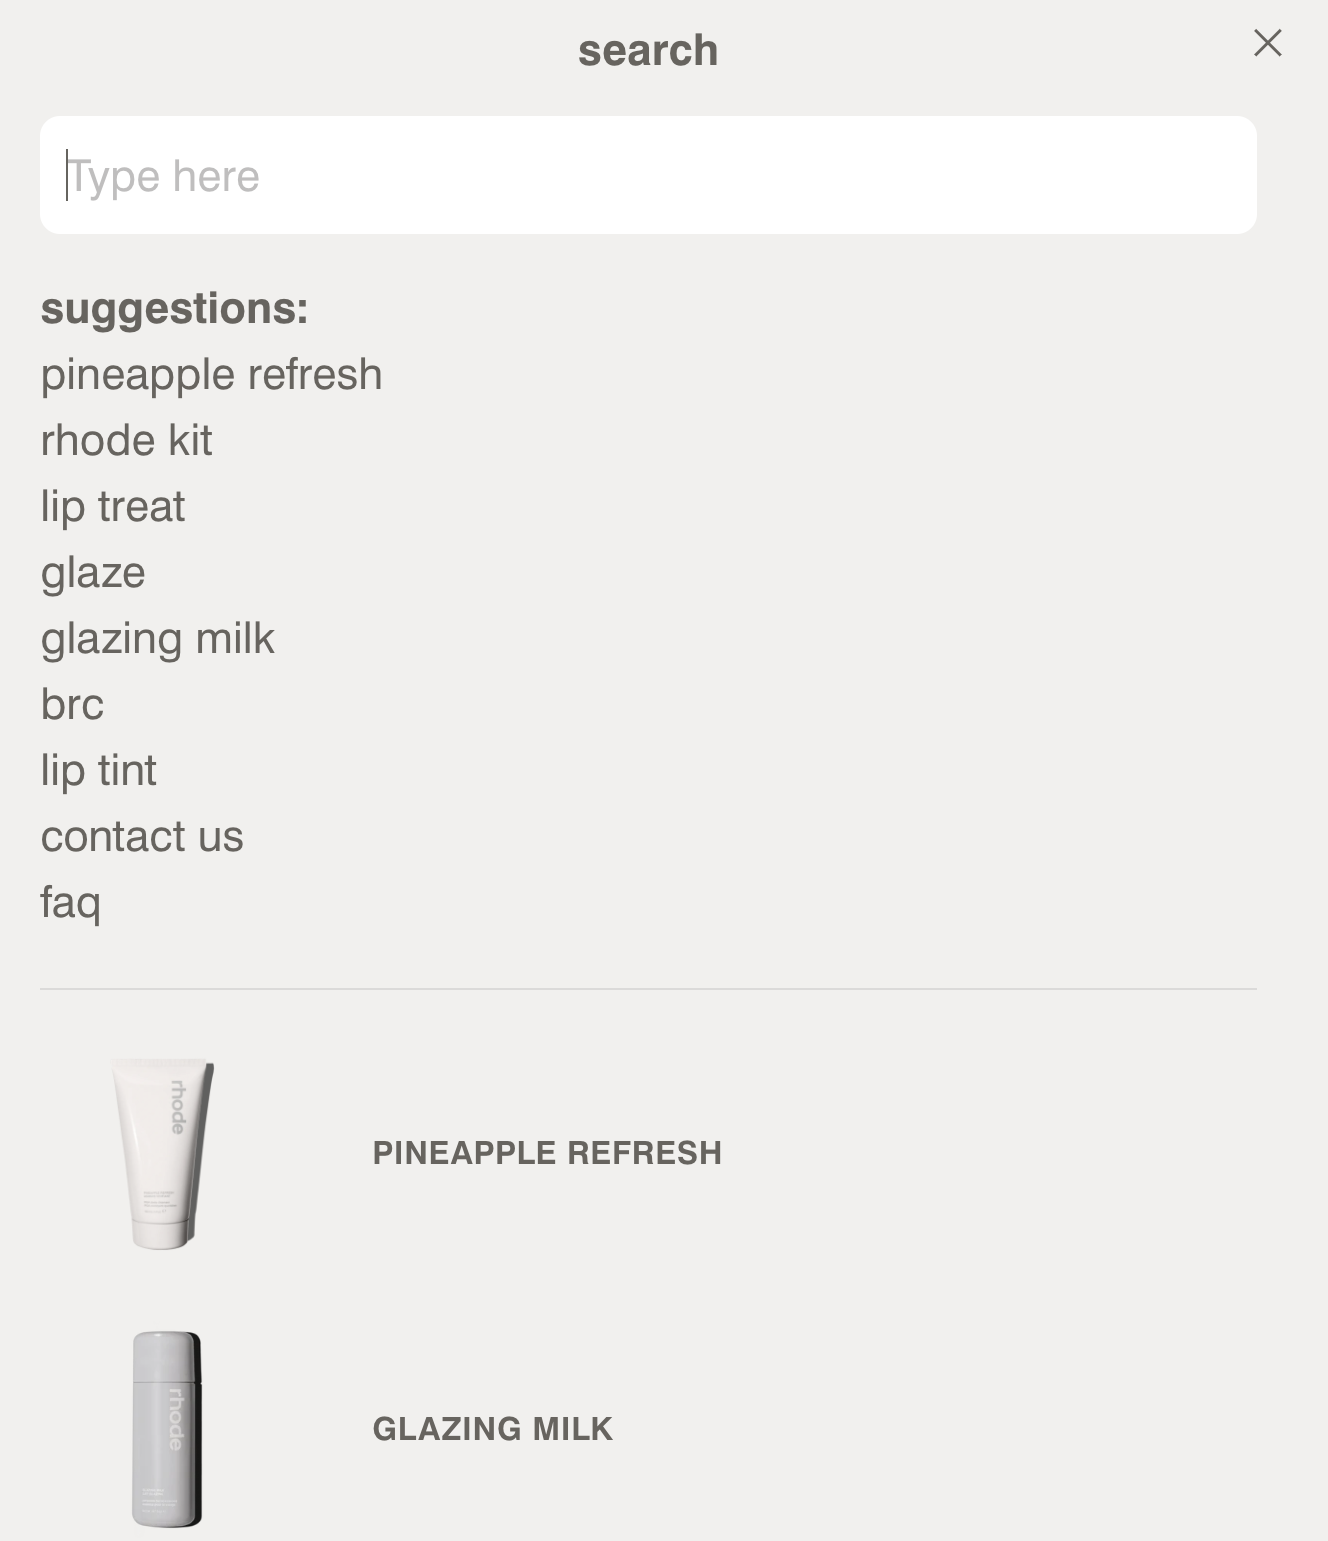 search
Type here
suggestions:
pineapple refresh
rhode kit
lip treat
glaze
glazing milk
brc
lip tint
contact us
faq
rhode
PINEAPPLE REFRESH
rhode
GLAZING MILK